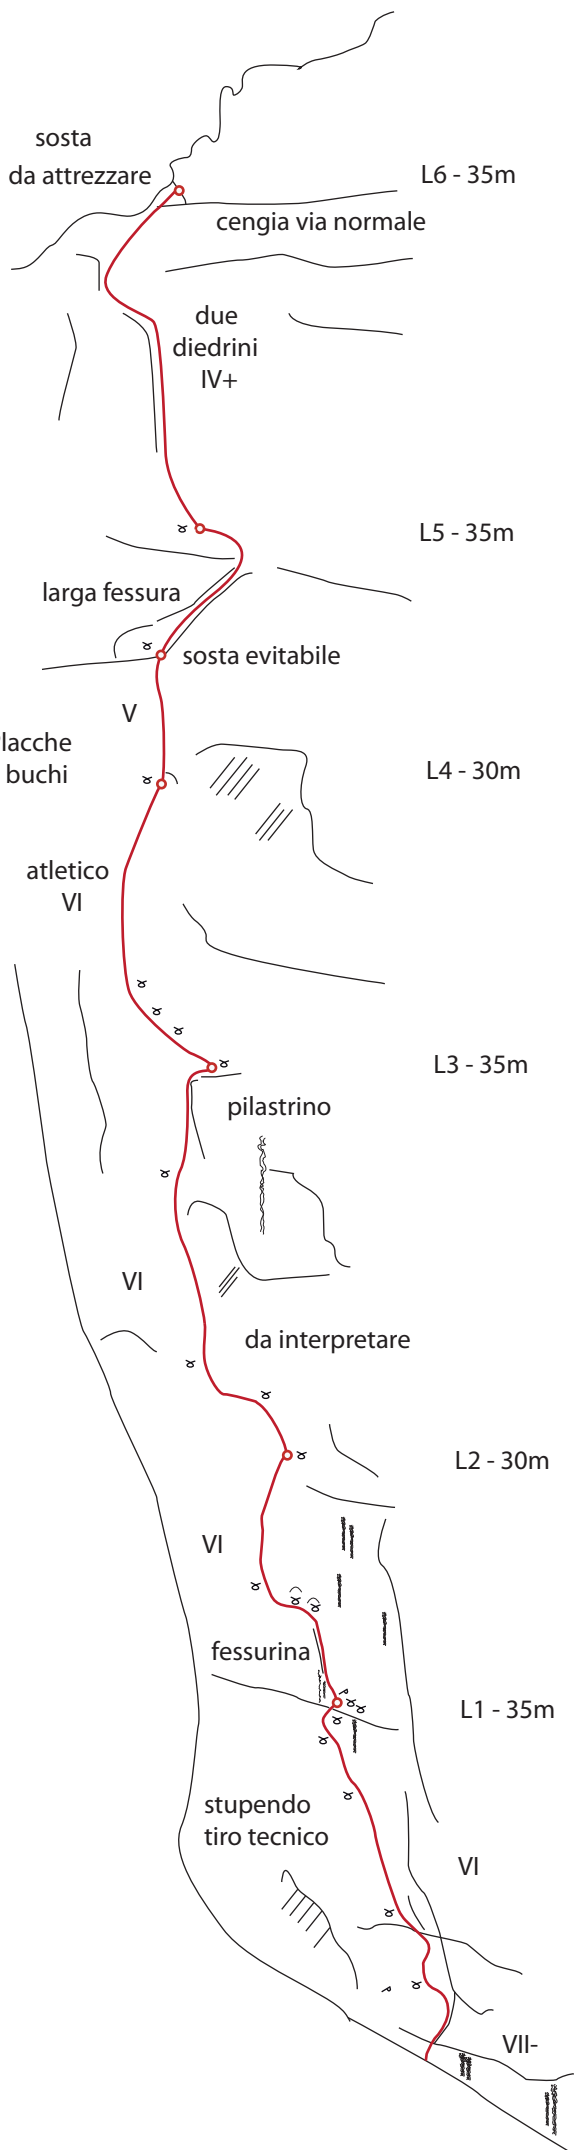 sosta
da attrezzare
L6 - 35m
cengia via normale
due
diedrini
IV+
L5 - 35m
larga fessura
sosta evitabile
V
lacche
buchi
L4 - 30m
atletico
VI
L3 - 35m
pilastrino
VI
da interpretare
L2 - 30m
VI
fessurina
L1 - 35m
stupendo
tiro tecnico
VI
VII-